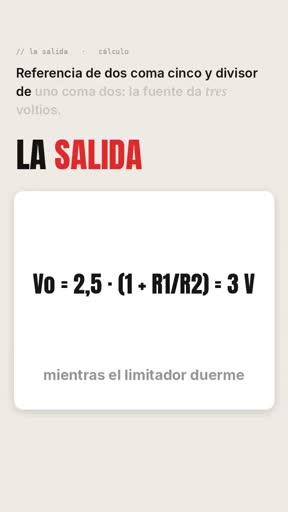 // la salida · cálculo
Referencia de dos coma cinco y divisor
de uno coma dos: la fuente da tres
voltios.
LA SALIDA
Vo = 2,5 · (1 + R1/R2) = 3 V
mientras el limitador duerme